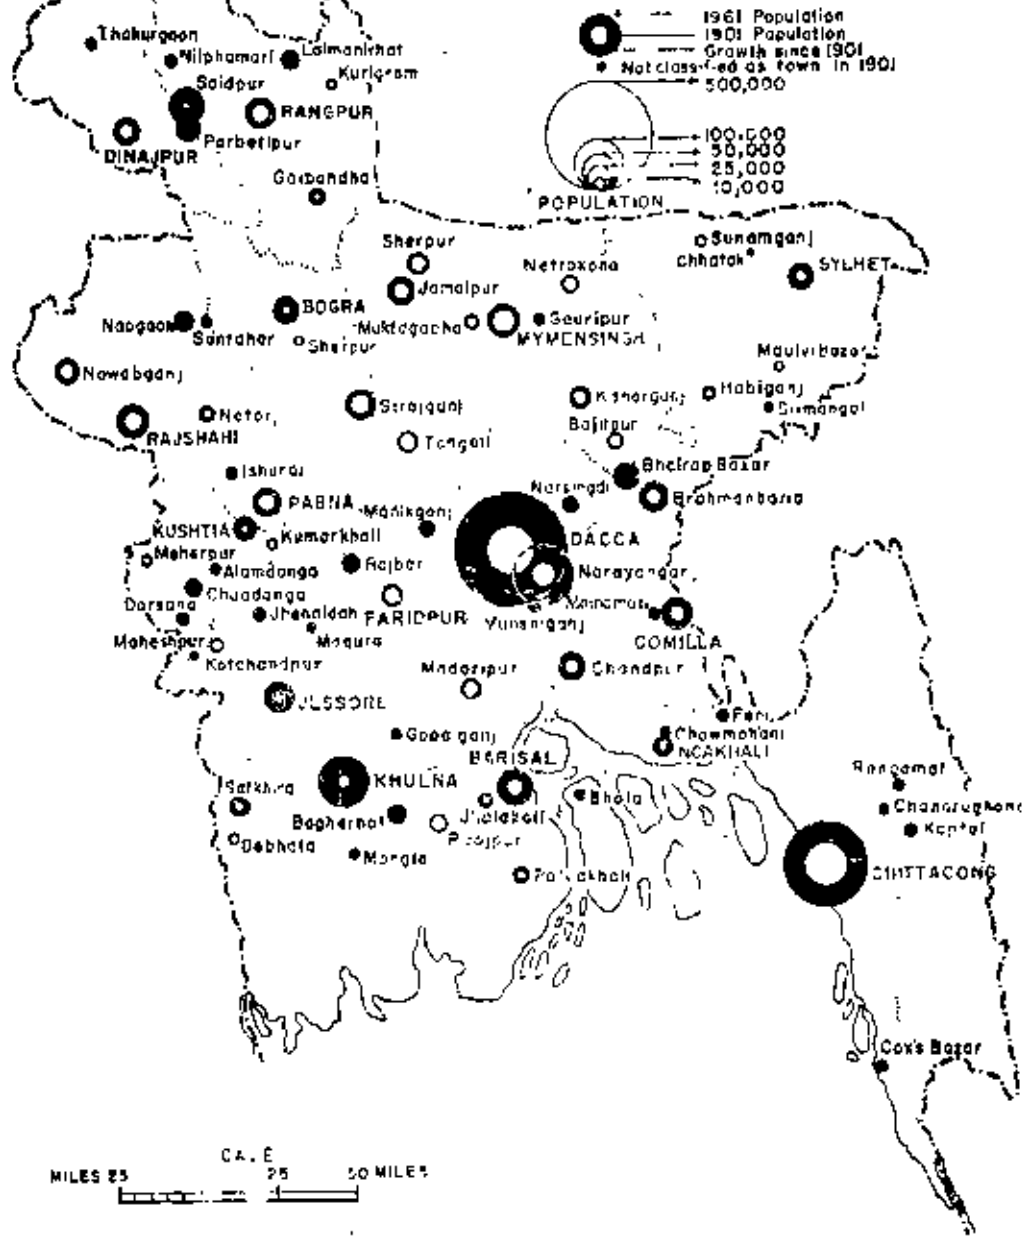 1961 Population
1901 Population
Growth since 1901
Not classified as town in 1901
500,000
100,000
50,000
25,000
10,000
POPULATION
Thakurgaon
Nilphamari
Lalmanirhat
Kurigram
Saidpur
RANGPUR
DINAJPUR
Parbatipur
Gaibandha
Sherpur
Sunamganj
Chhatak
SYLHET
Netrokona
Jamalpur
BOGRA
Naogaon
Santahar
Sherpur
Muktagacha
Gouripur
MYMENSINGH
Maulvi Bazar
Nawabganj
Habiganj
Srimangal
Sirajganj
Kishorganj
Bajitpur
RAJSHAHI
Nator
Tangail
Ishurdi
Bhairab Bazar
Narsingdi
Brahmanbaria
PABNA
Manikganj
KUSHTIA
Kumarkhali
DACCA
Meherpur
Alamdanga
Rajbari
Narayanganj
Chuadanga
Darsana
Jhenaidah
FARIDPUR
Munshiganj
Mainamati
COMILLA
Magura
Maheshpur
Kotchandpur
Madaripur
Chandpur
JESSORE
Feni
Gopalganj
Chowmohani
NOAKHALI
BARISAL
KHULNA
Rangamati
Satkhira
Bhola
Chandraghona
Bagherhat
Jhalakati
Kaptai
Debhata
Pirojpur
Mongla
Patuakhali
CHITTAGONG
Cox's Bazar
MILES 25
25
50 MILES